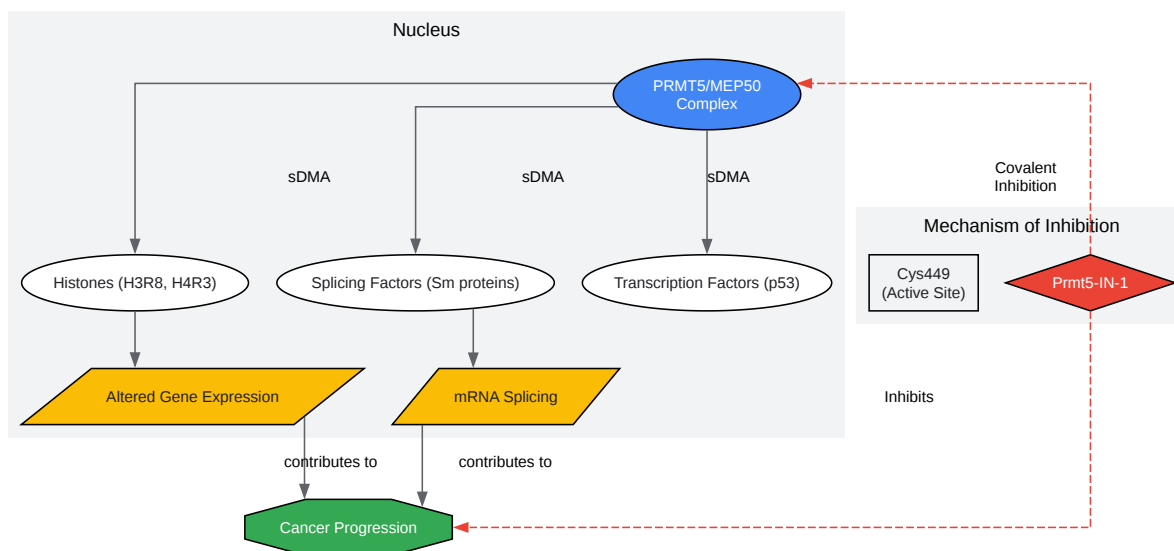 Nucleus
PRMT5/MEP50
Complex
sDMA
sDMA
sDMA
Covalent
Inhibition
Mechanism of Inhibition
Histones (H3R8, H4R3)
Splicing Factors (Sm proteins)
Transcription Factors (p53)
Cys449
(Active Site)
Prmt5-IN-1
Altered Gene Expression
mRNA Splicing
Inhibits
contributes to
contributes to
Cancer Progression